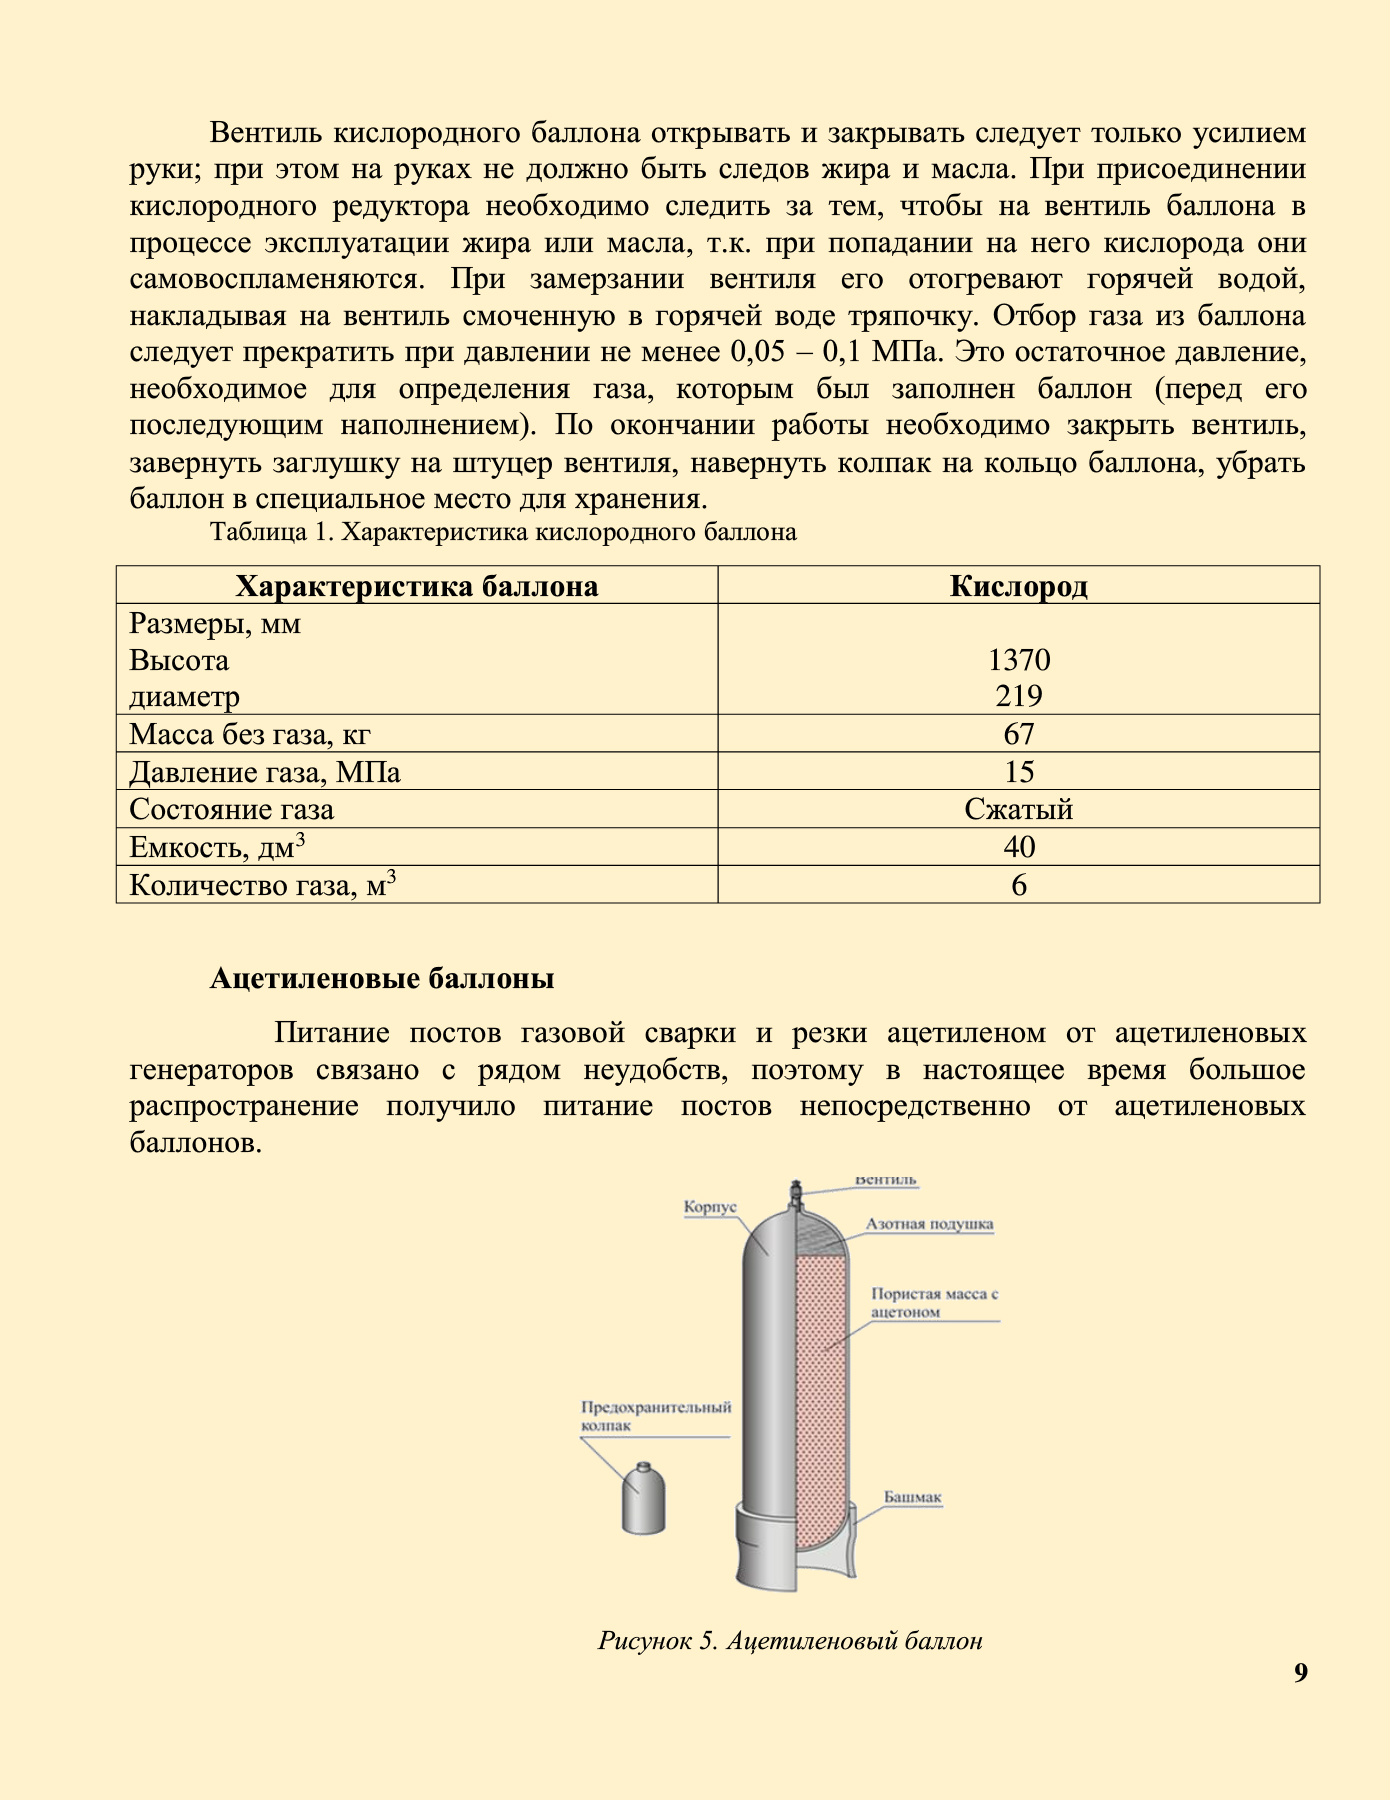 Вентиль кислородного баллона открывать и закрывать следует только усилием
руки; при этом на руках не должно быть следов жира и масла. При присоединении
кислородного редуктора необходимо следить за тем, чтобы на вентиль баллона в
процессе эксплуатации жира или масла, т.к. при попадании на него кислорода они
самовоспламеняются. При замерзании вентиля его отогревают горячей водой,
накладывая на вентиль смоченную в горячей воде тряпочку. Отбор газа из баллона
следует прекратить при давлении не менее 0,05 – 0,1 МПа. Это остаточное давление,
необходимое для определения газа, которым был заполнен баллон (перед его
последующим наполнением). По окончании работы необходимо закрыть вентиль,
завернуть заглушку на штуцер вентиля, навернуть колпак на кольцо баллона, убрать
баллон в специальное место для хранения.
Таблица 1. Характеристика кислородного баллона
Характеристика баллона Кислород
Размеры, мм
Высота 1370
диаметр 219
Масса без газа, кг 67
Давление газа, МПа 15
Состояние газа Сжатый
Емкость, дм³ 40
Количество газа, м³ 6
Ацетиленовые баллоны
Питание постов газовой сварки и резки ацетиленом от ацетиленовых
генераторов связано с рядом неудобств, поэтому в настоящее время большое
распространение получило питание постов непосредственно от ацетиленовых
баллонов.
Вентиль
Корпус
Азотная подушка
Пористая масса с
ацетоном
Предохранительный
колпак
Башмак
Рисунок 5. Ацетиленовый баллон
9